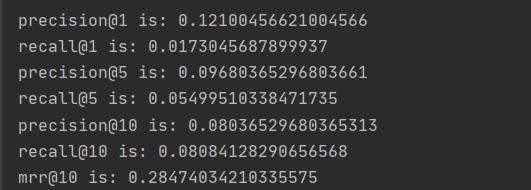 precision@1 is: 0.12100456621004566
recall@1 is: 0.0173045687899937
precision@5 is: 0.09680365296803661
recall@5 is: 0.05499510338471735
precision@10 is: 0.08036529680365313
recall@10 is: 0.08084128290656568
mrr@10 is: 0.28474034210335575